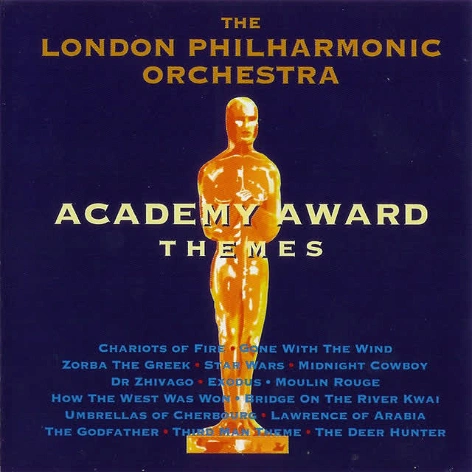 THE
LONDON PHILHARMONIC
ORCHESTRA
ACADEMY AWARD
THEMES
CHARIOTS OF FIRE • GONE WITH THE WIND
ZORBA THE GREEK • STAR WARS • MIDNIGHT COWBOY
DR ZHIVAGO • EXODUS • MOULIN ROUGE
HOW THE WEST WAS WON • BRIDGE ON THE RIVER KWAI
UMBRELLAS OF CHERBOURG • LAWRENCE OF ARABIA
THE GODFATHER • THIRD MAN THEME • THE DEER HUNTER